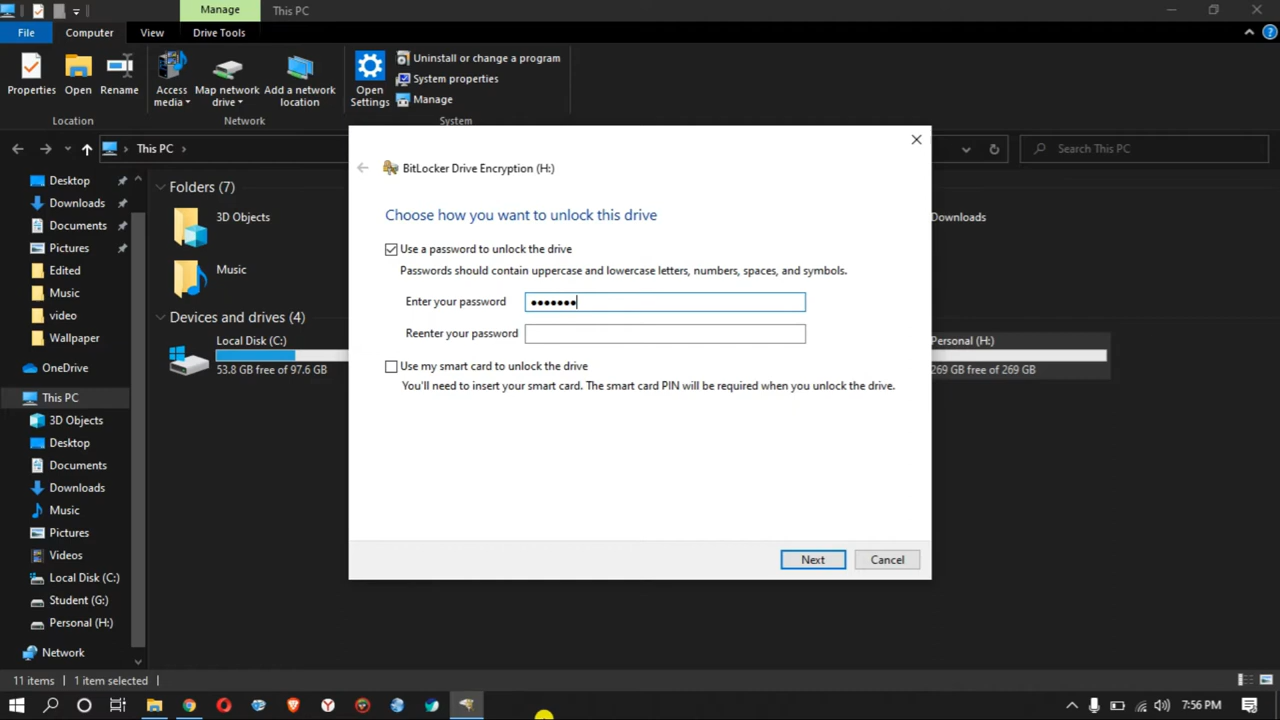 Manage
This PC
File
Computer
View
Drive Tools
Properties
Open
Rename
Access media
Map network drive
Add a network location
Open Settings
Uninstall or change a program
System properties
Manage
Location
Network
System
This PC
Search This PC
Desktop
Downloads
Documents
Pictures
Edited
Music
video
Wallpaper
OneDrive
This PC
3D Objects
Desktop
Documents
Downloads
Music
Pictures
Videos
Local Disk (C:)
Student (G:)
Personal (H:)
Network
Folders (7)
3D Objects
Music
Downloads
Devices and drives (4)
Local Disk (C:)
53.8 GB free of 97.6 GB
Personal (H:)
269 GB free of 269 GB
BitLocker Drive Encryption (H:)
Choose how you want to unlock this drive
Use a password to unlock the drive
Passwords should contain uppercase and lowercase letters, numbers, spaces, and symbols.
Enter your password
Reenter your password
Use my smart card to unlock the drive
You'll need to insert your smart card. The smart card PIN will be required when you unlock the drive.
Next
Cancel
11 items
1 item selected
7:56 PM